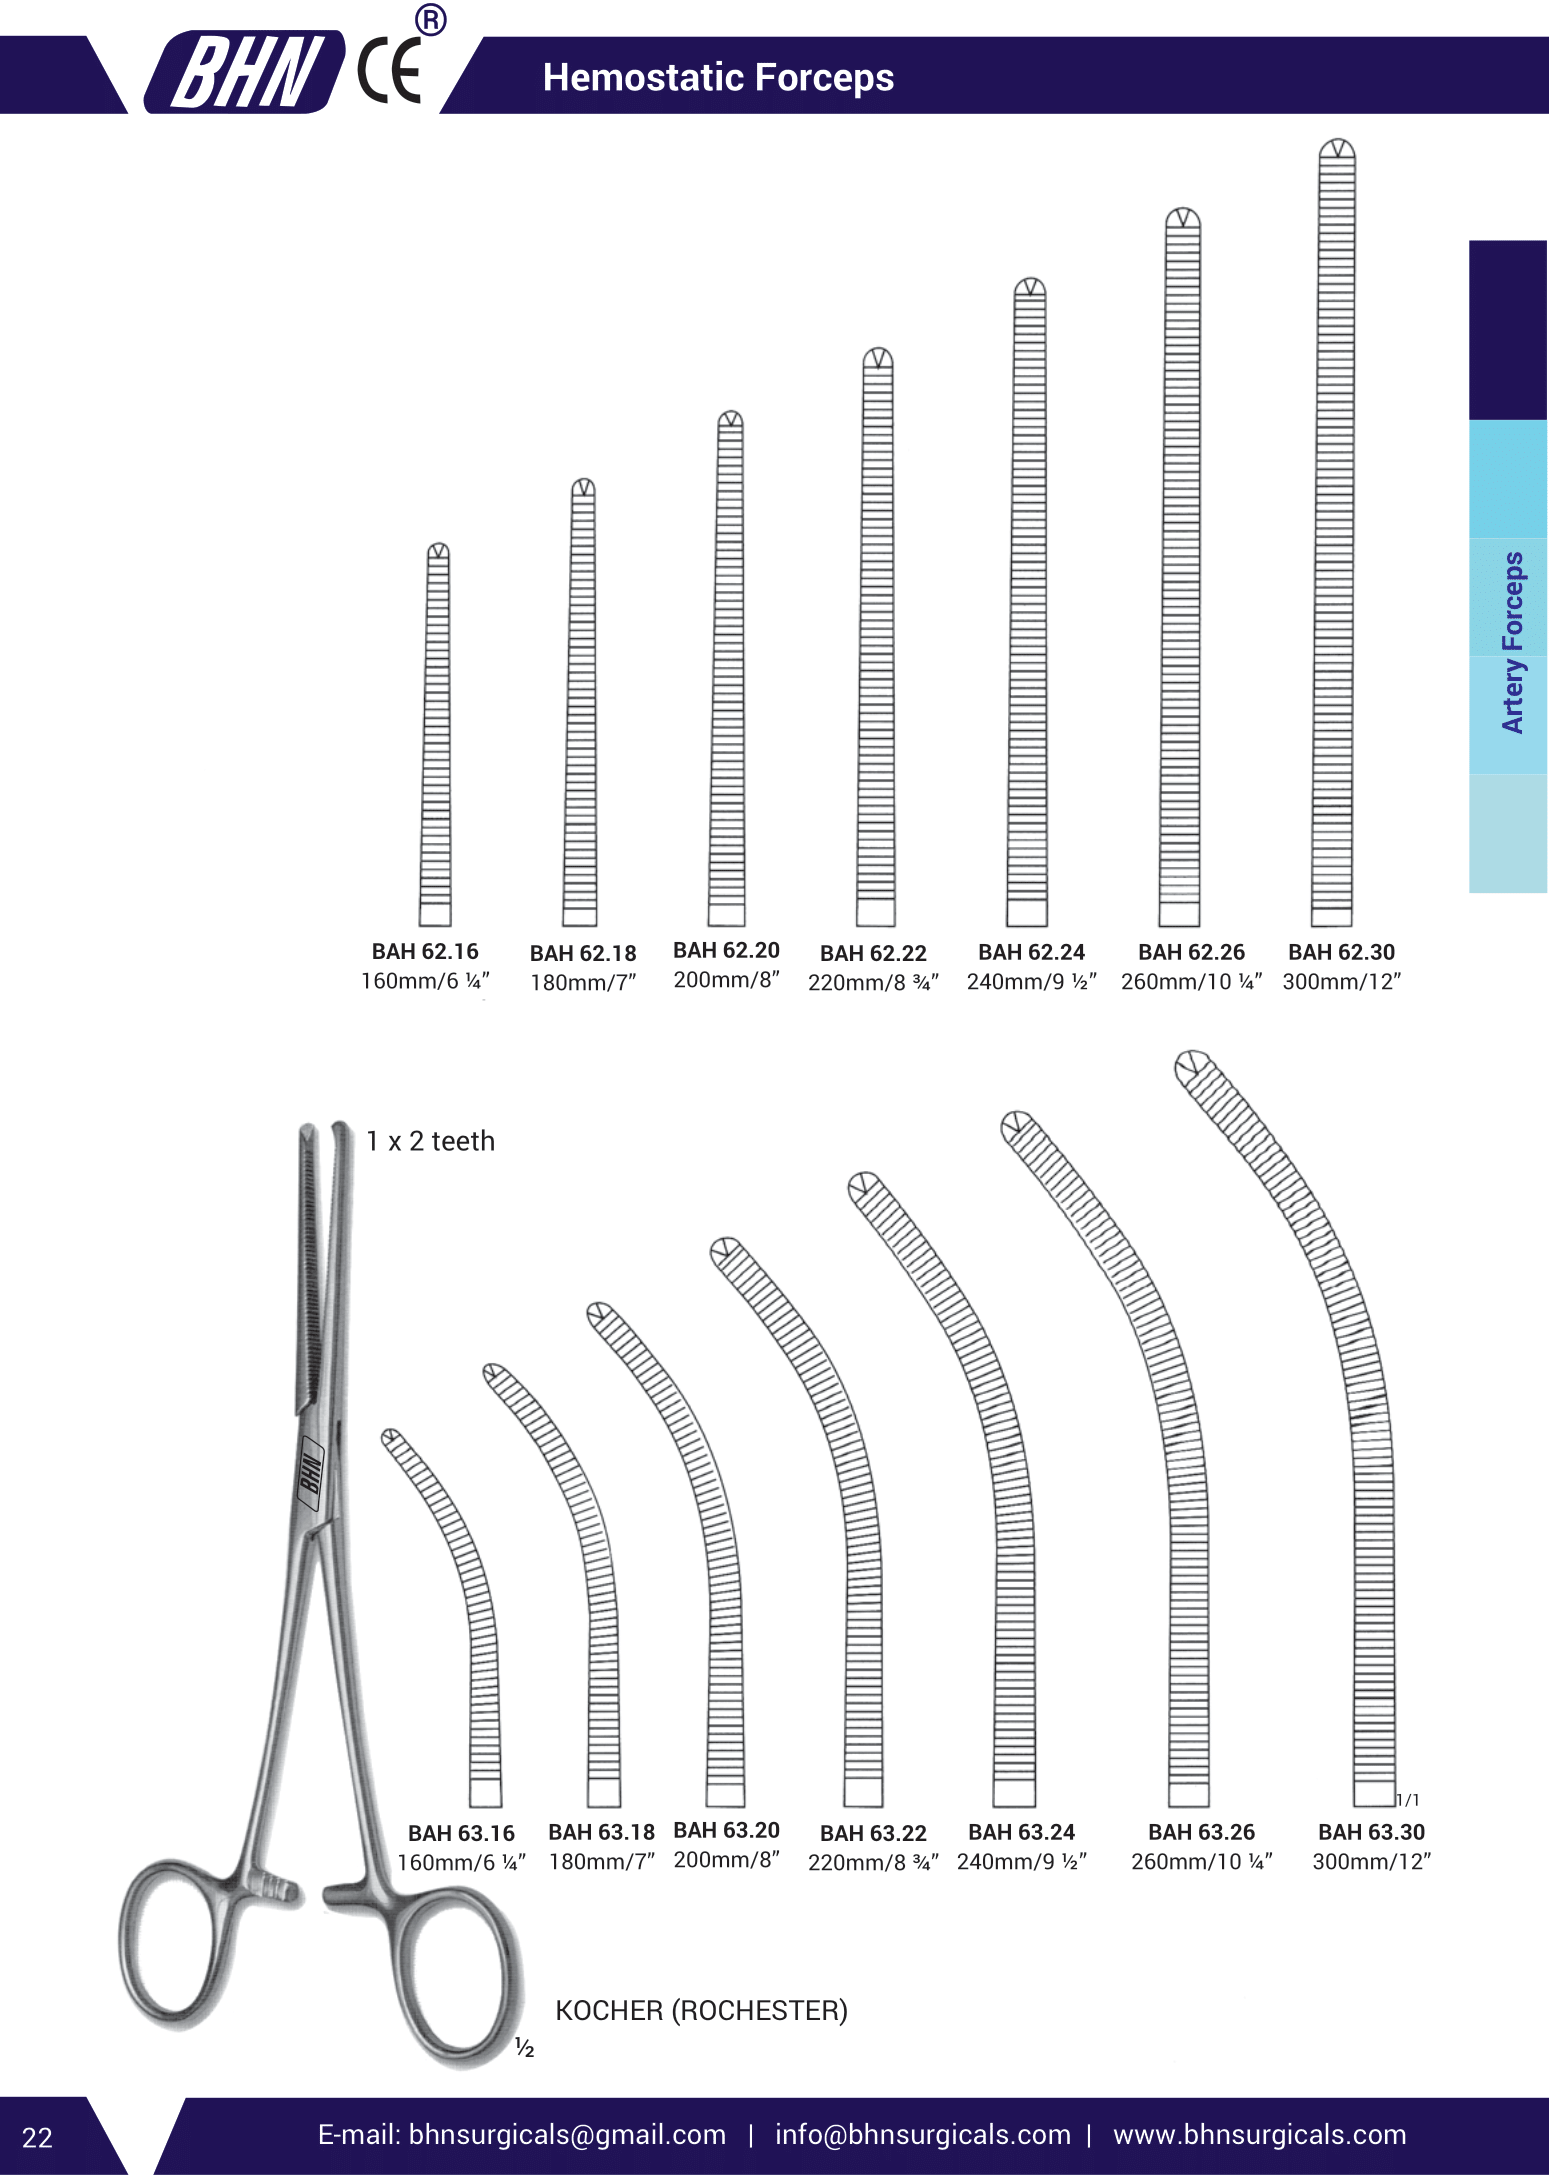 BHN CE ®
Hemostatic Forceps
Artery Forceps
BAH 62.16 BAH 62.18 BAH 62.20 BAH 62.22 BAH 62.24 BAH 62.26 BAH 62.30
160mm/6 ¼” 180mm/7” 200mm/8” 220mm/8 ¾” 240mm/9 ½” 260mm/10 ¼” 300mm/12”
1 x 2 teeth
BHN
1/1
BAH 63.16 BAH 63.18 BAH 63.20 BAH 63.22 BAH 63.24 BAH 63.26 BAH 63.30
160mm/6 ¼” 180mm/7” 200mm/8” 220mm/8 ¾” 240mm/9 ½” 260mm/10 ¼” 300mm/12”
KOCHER (ROCHESTER)
½
22
E-mail: bhnsurgicals@gmail.com | info@bhnsurgicals.com | www.bhnsurgicals.com